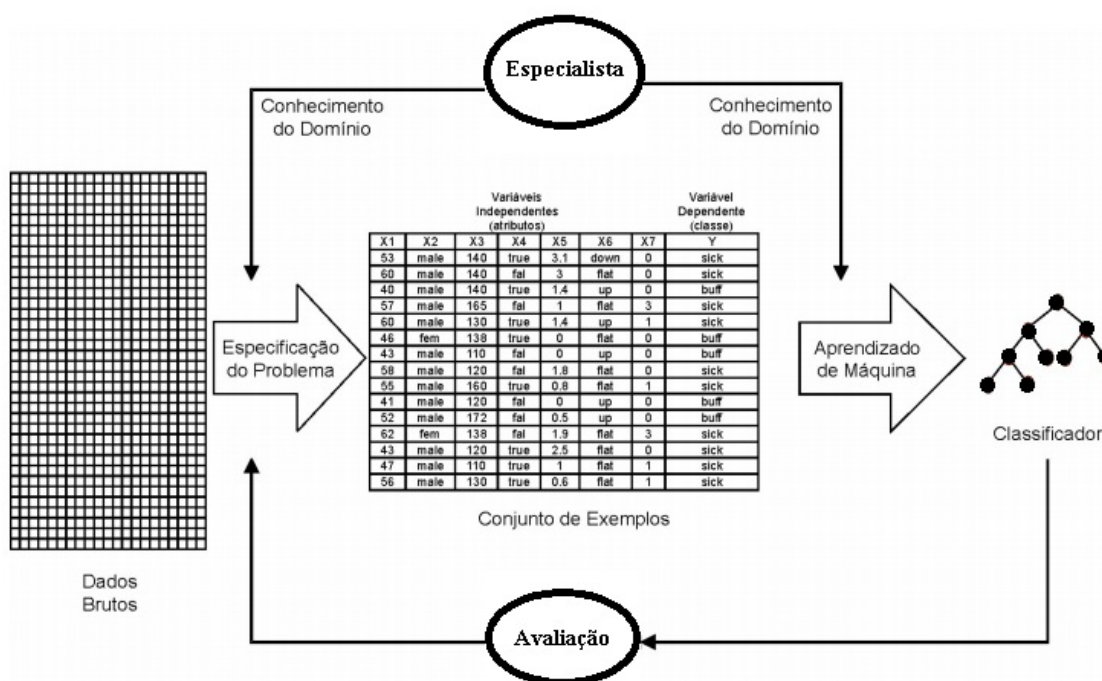 Especialista
Conhecimento
do Domínio
Conhecimento
do Domínio
Variáveis
Independentes
(atributos)
Variável
Dependente
(classe)
X1 X2 X3 X4 X5 X6 X7 Y
53 male 140 true 3.1 down 0 sick
60 male 140 fal 3 flat 0 sick
40 male 140 true 1.4 up 0 buff
57 male 165 fal 1 flat 3 sick
60 male 130 true 1.4 up 1 sick
46 fem 138 true 0 flat 0 buff
43 male 110 fal 0 up 0 buff
58 male 120 fal 1.8 flat 0 sick
55 male 160 true 0.8 flat 1 sick
41 male 120 fal 0 up 0 buff
52 male 172 fal 0.5 up 0 buff
62 fem 138 fal 1.9 flat 3 sick
43 male 120 true 2.5 flat 0 sick
47 male 110 true 1 flat 1 sick
56 male 130 true 0.6 flat 1 sick
Especificação
do Problema
Aprendizado
de Máquina
Classificador
Conjunto de Exemplos
Dados
Brutos
Avaliação